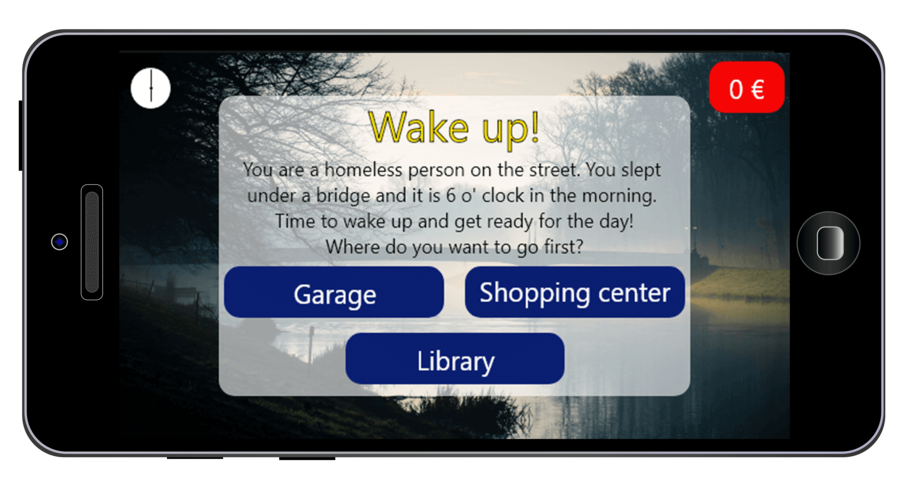 0 €
Wake up!
You are a homeless person on the street. You slept
under a bridge and it is 6 o' clock in the morning.
Time to wake up and get ready for the day!
Where do you want to go first?
Garage
Shopping center
Library